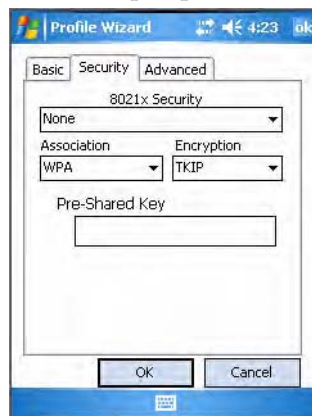 Profile Wizard 4:23 ok
Basic Security Advanced
8021x Security
None
Association Encryption
WPA TKIP
Pre-Shared Key
OK Cancel